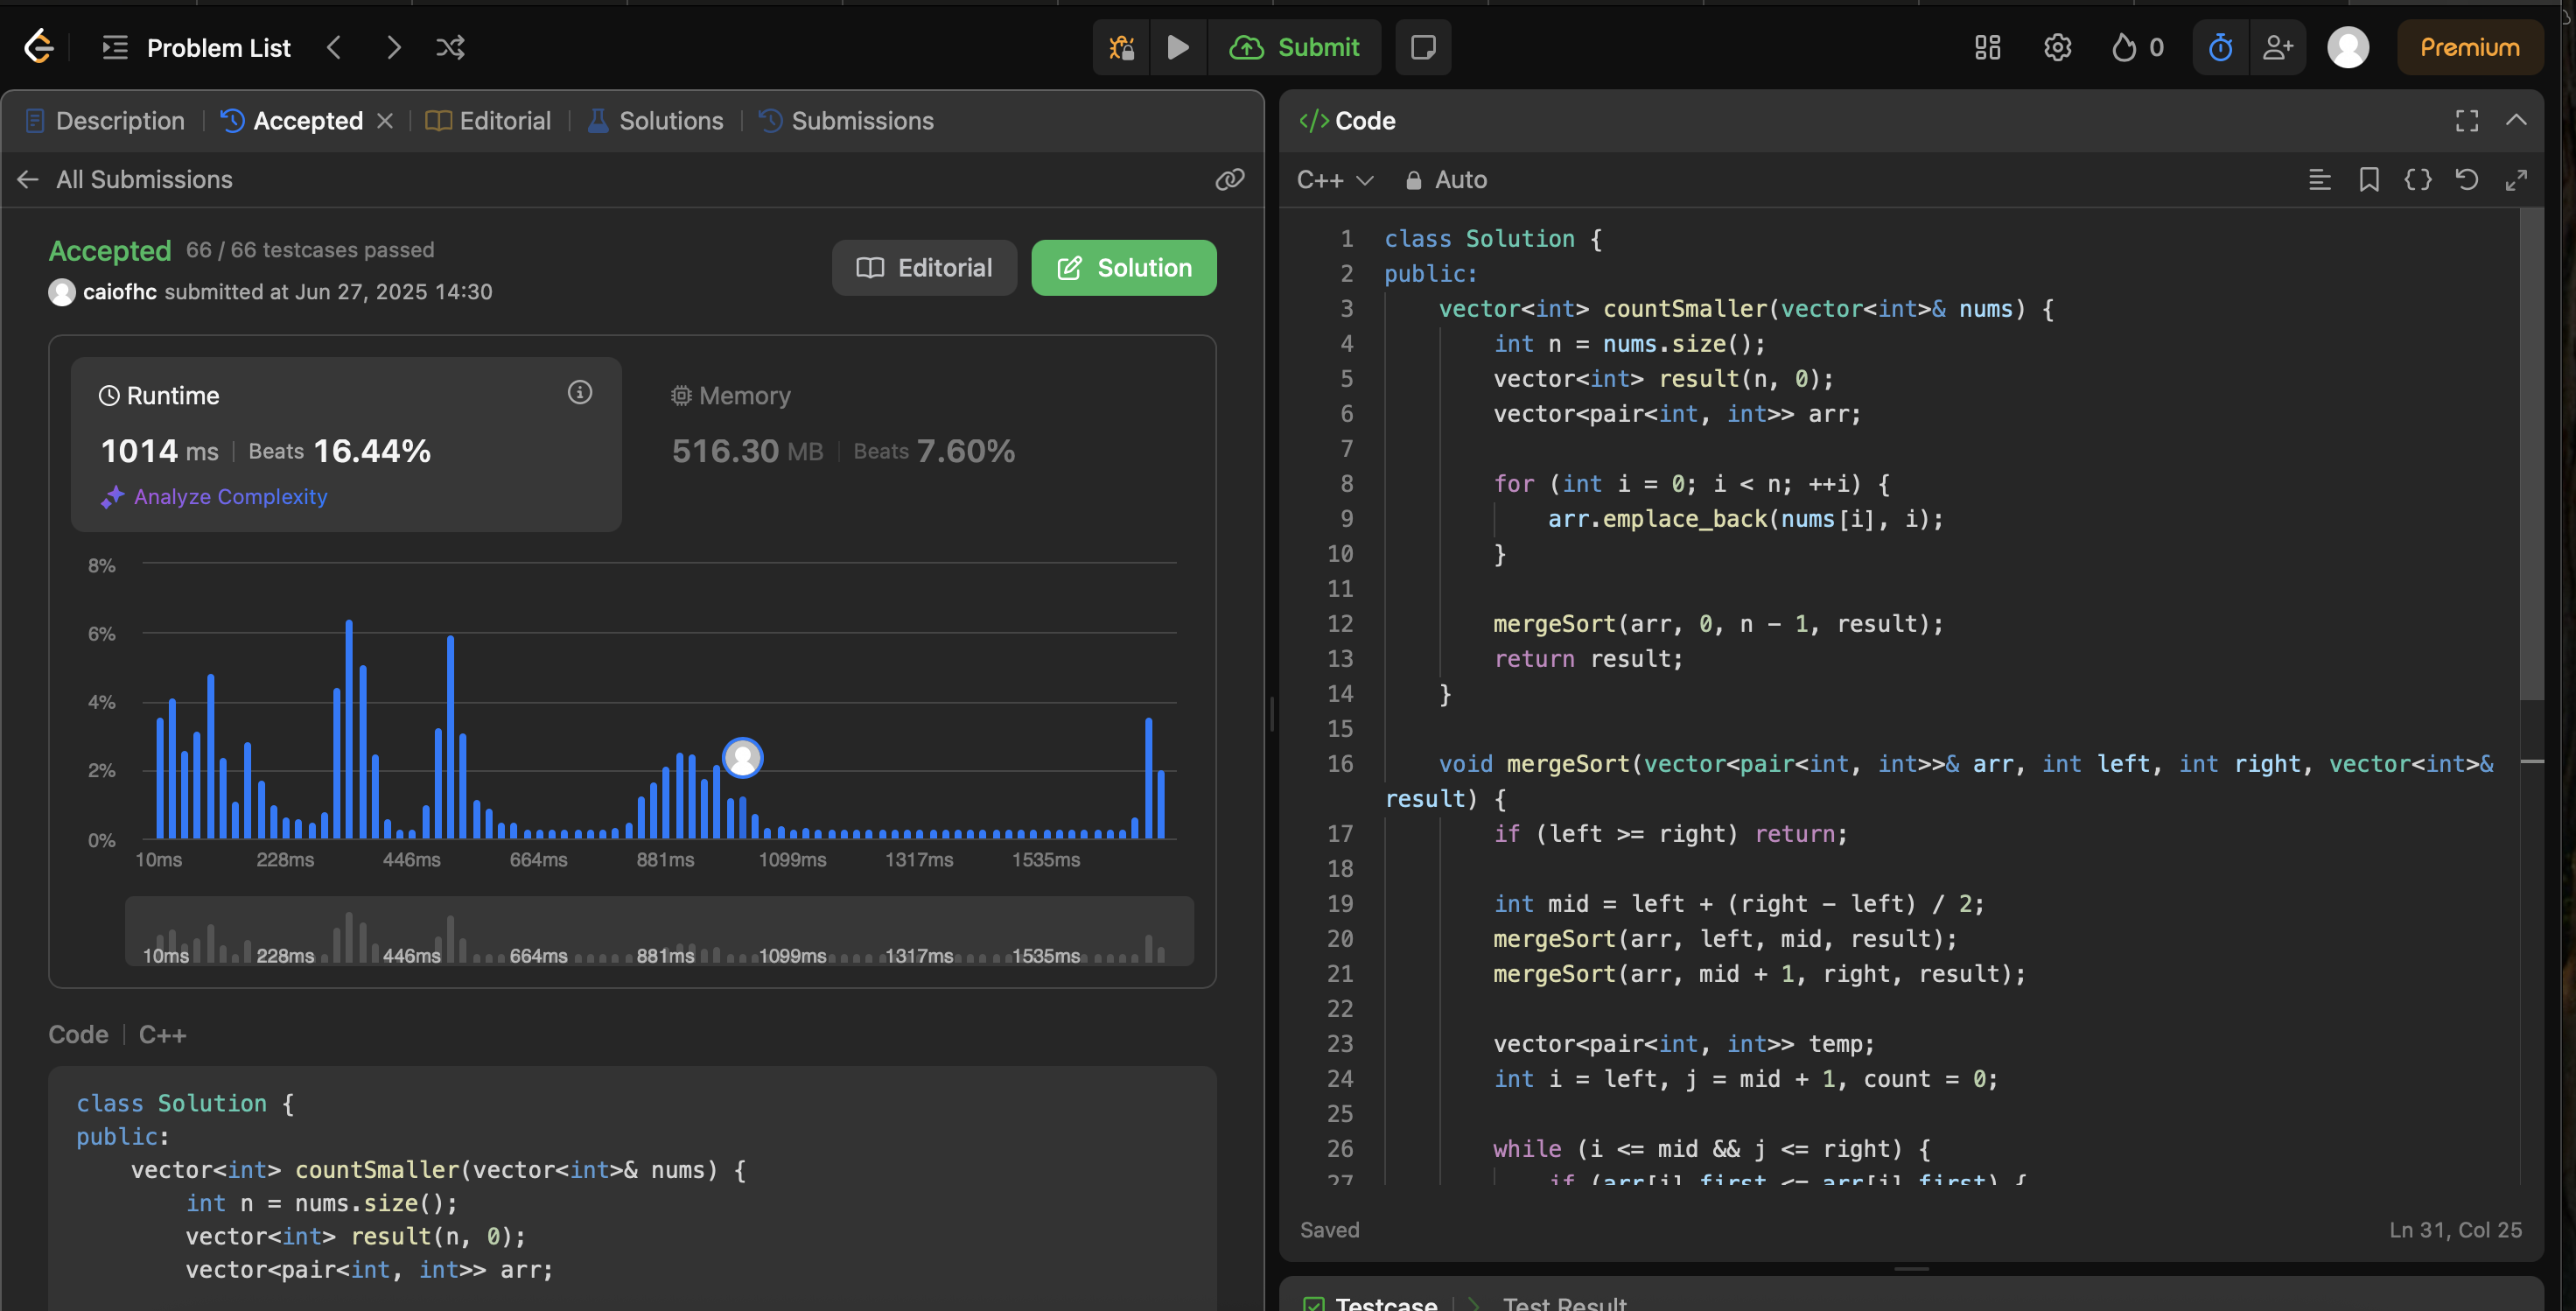 Problem List
Submit
0
Premium
Description
Accepted
Editorial
Solutions
Submissions
All Submissions
Accepted 66 / 66 testcases passed
caiofhc submitted at Jun 27, 2025 14:30
Editorial
Solution
Runtime
1014 ms Beats 16.44%
Analyze Complexity
Memory
516.30 MB Beats 7.60%
8%
6%
4%
2%
0%
10ms 228ms 446ms 664ms 881ms 1099ms 1317ms 1535ms
10ms 228ms 446ms 664ms 881ms 1099ms 1317ms 1535ms
Code C++
class Solution {
public:
    vector<int> countSmaller(vector<int>& nums) {
        int n = nums.size();
        vector<int> result(n, 0);
        vector<pair<int, int>> arr;
</> Code
C++ Auto
1 class Solution {
2 public:
3     vector<int> countSmaller(vector<int>& nums) {
4         int n = nums.size();
5         vector<int> result(n, 0);
6         vector<pair<int, int>> arr;
7
8         for (int i = 0; i < n; ++i) {
9             arr.emplace_back(nums[i], i);
10         }
11
12         mergeSort(arr, 0, n - 1, result);
13         return result;
14     }
15
16     void mergeSort(vector<pair<int, int>>& arr, int left, int right, vector<int>&
result) {
17         if (left >= right) return;
18
19         int mid = left + (right - left) / 2;
20         mergeSort(arr, left, mid, result);
21         mergeSort(arr, mid + 1, right, result);
22
23         vector<pair<int, int>> temp;
24         int i = left, j = mid + 1, count = 0;
25
26         while (i <= mid && j <= right) {
27             if (arr[i].first <= arr[j].first) {
Saved
Ln 31, Col 25
Testcase
Test Result